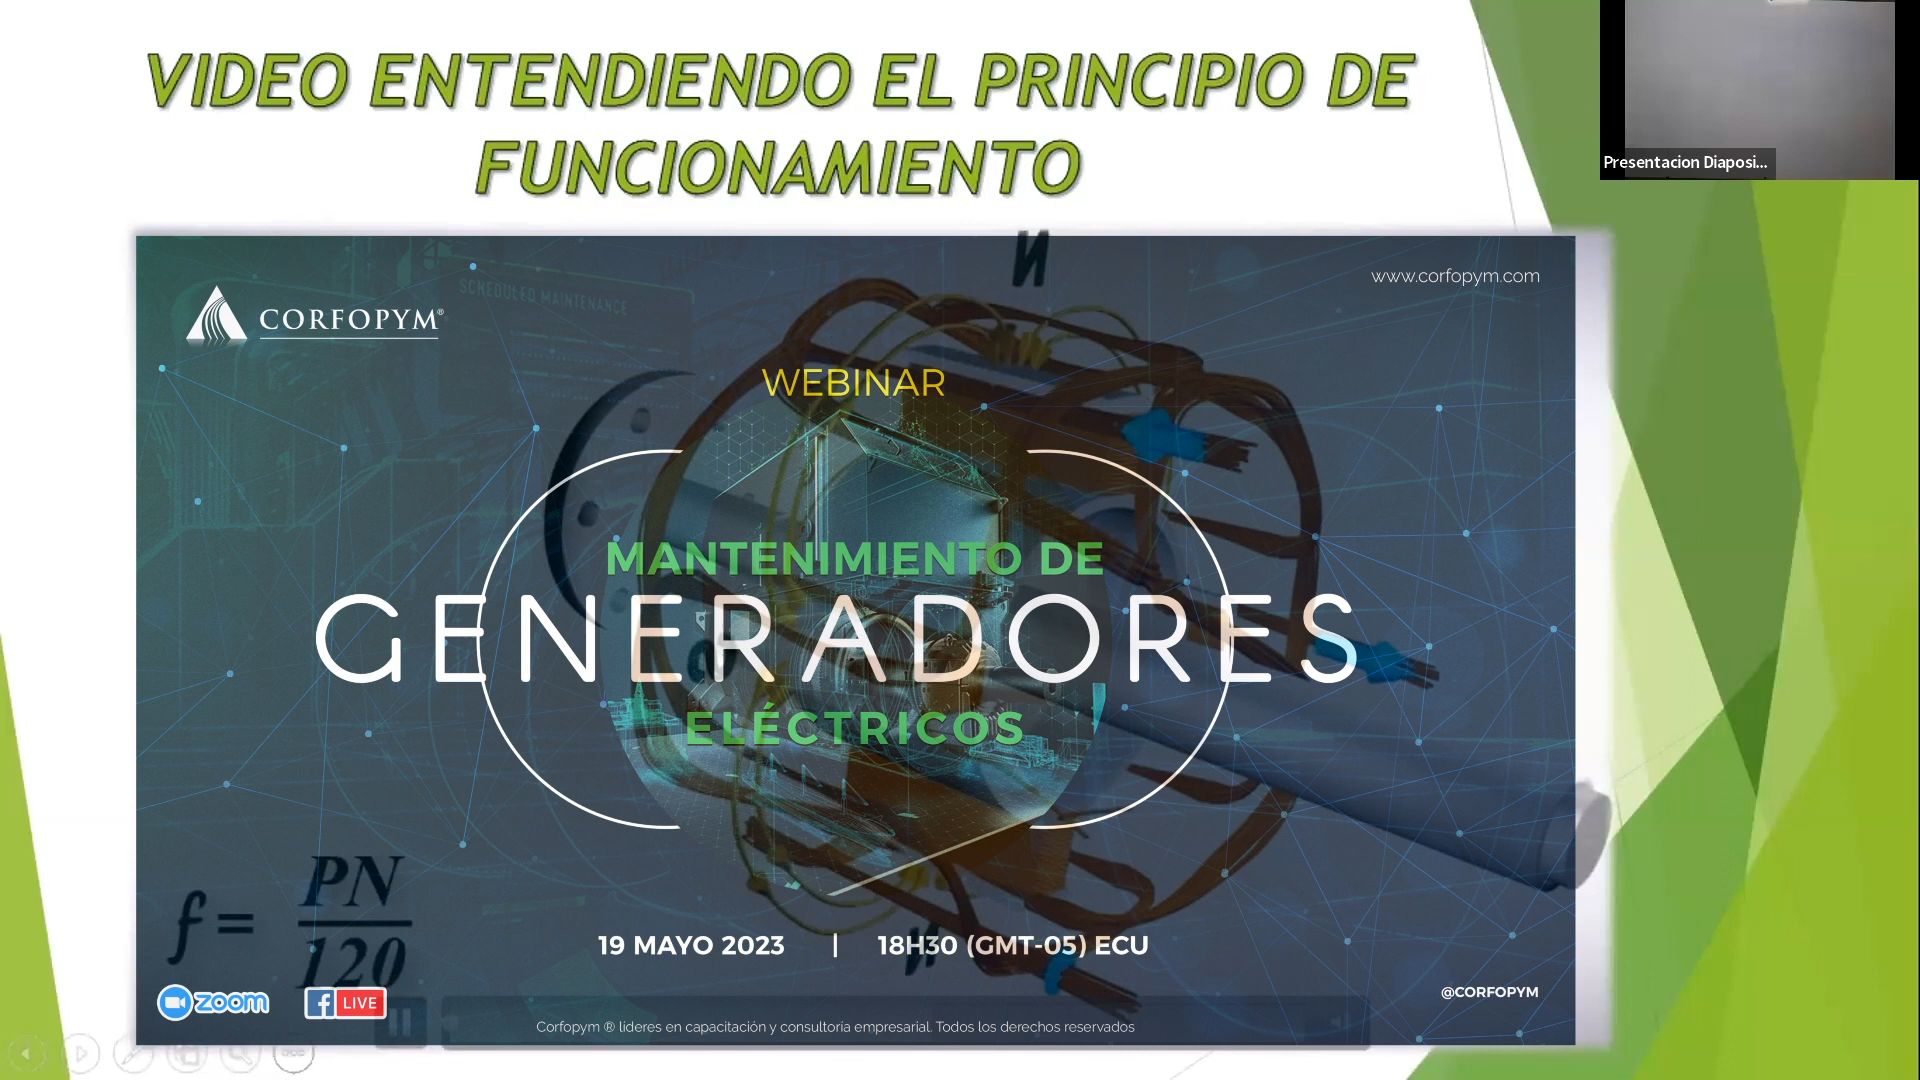 VIDEO ENTENDIENDO EL PRINCIPIO DE
FUNCIONAMIENTO
Presentacion Diaposi...
N
www.corfopym.com
SCHEDULED MAINTENANCE
CORFOPYM®
WEBINAR
MANTENIMIENTO DE
GENERADORES
ELÉCTRICOS
f = PN
120
19 MAYO 2023 | 18H30 (GMT-05) ECU
N
zoom
f LIVE
@CORFOPYM
Corfopym ® líderes en capacitación y consultoría empresarial. Todos los derechos reservados